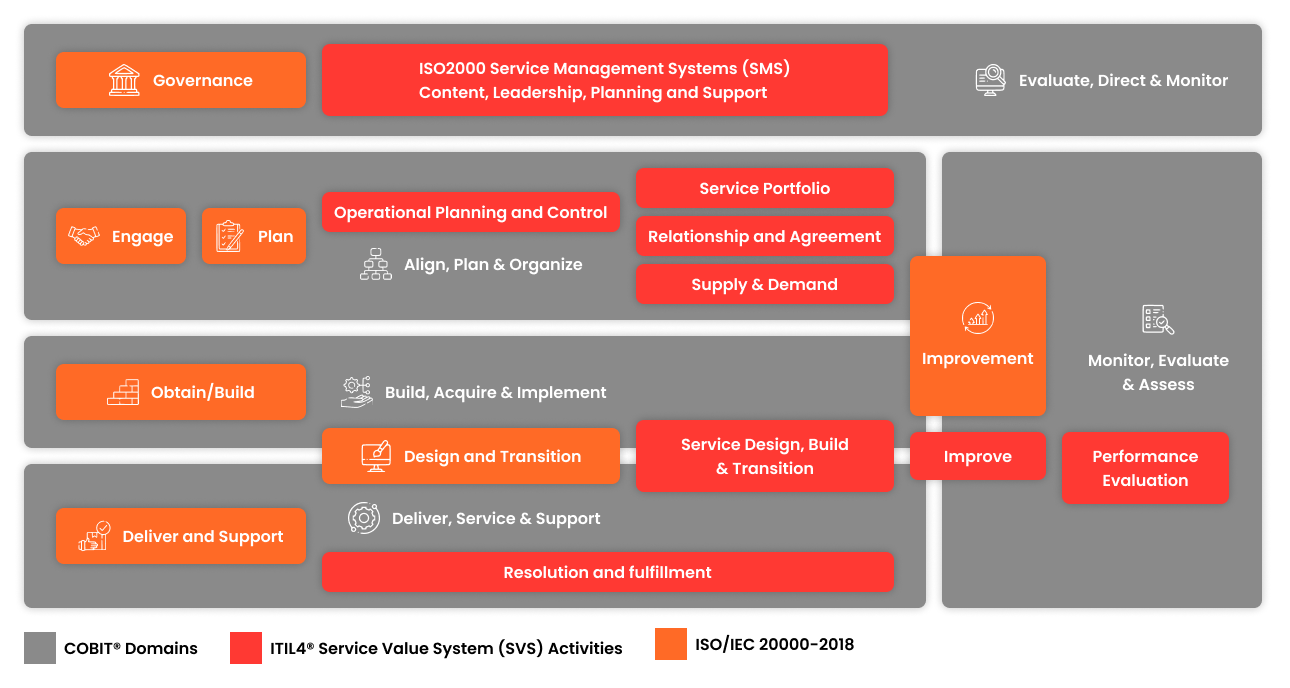 Governance
ISO2000 Service Management Systems (SMS)
Content, Leadership, Planning and Support
Evaluate, Direct & Monitor
Engage
Plan
Operational Planning and Control
Align, Plan & Organize
Service Portfolio
Relationship and Agreement
Supply & Demand
Improvement
Monitor, Evaluate
& Assess
Obtain/Build
Build, Acquire & Implement
Design and Transition
Service Design, Build
& Transition
Improve
Performance
Evaluation
Deliver and Support
Deliver, Service & Support
Resolution and fulfillment
COBIT® Domains
ITIL4® Service Value System (SVS) Activities
ISO/IEC 20000-2018